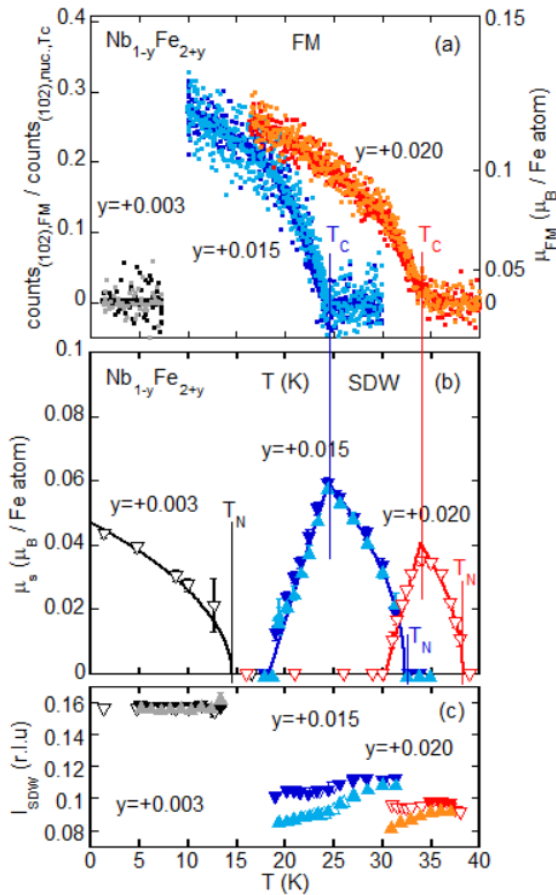 Nb1-yFe2+y FM (a)
0.4 0.15
0.3
0.2 0.1
0.1 0.05
0 0
counts(102),FM / counts(102),nuc.,Tc
μFM (μB / Fe atom)
y=+0.020
y=+0.003
y=+0.015
TC TC
Nb1-yFe2+y T (K) SDW (b)
0.1
0.08
0.06
0.04
0.02
0
μs (μB / Fe atom)
y=+0.015
y=+0.003 y=+0.020
TN
TN
TN
0.16
0.14
0.12
0.1
0.08
lSDW (r.l.u)
y=+0.015 (c)
y=+0.020
y=+0.003
0 5 10 15 20 25 30 35 40
T (K)